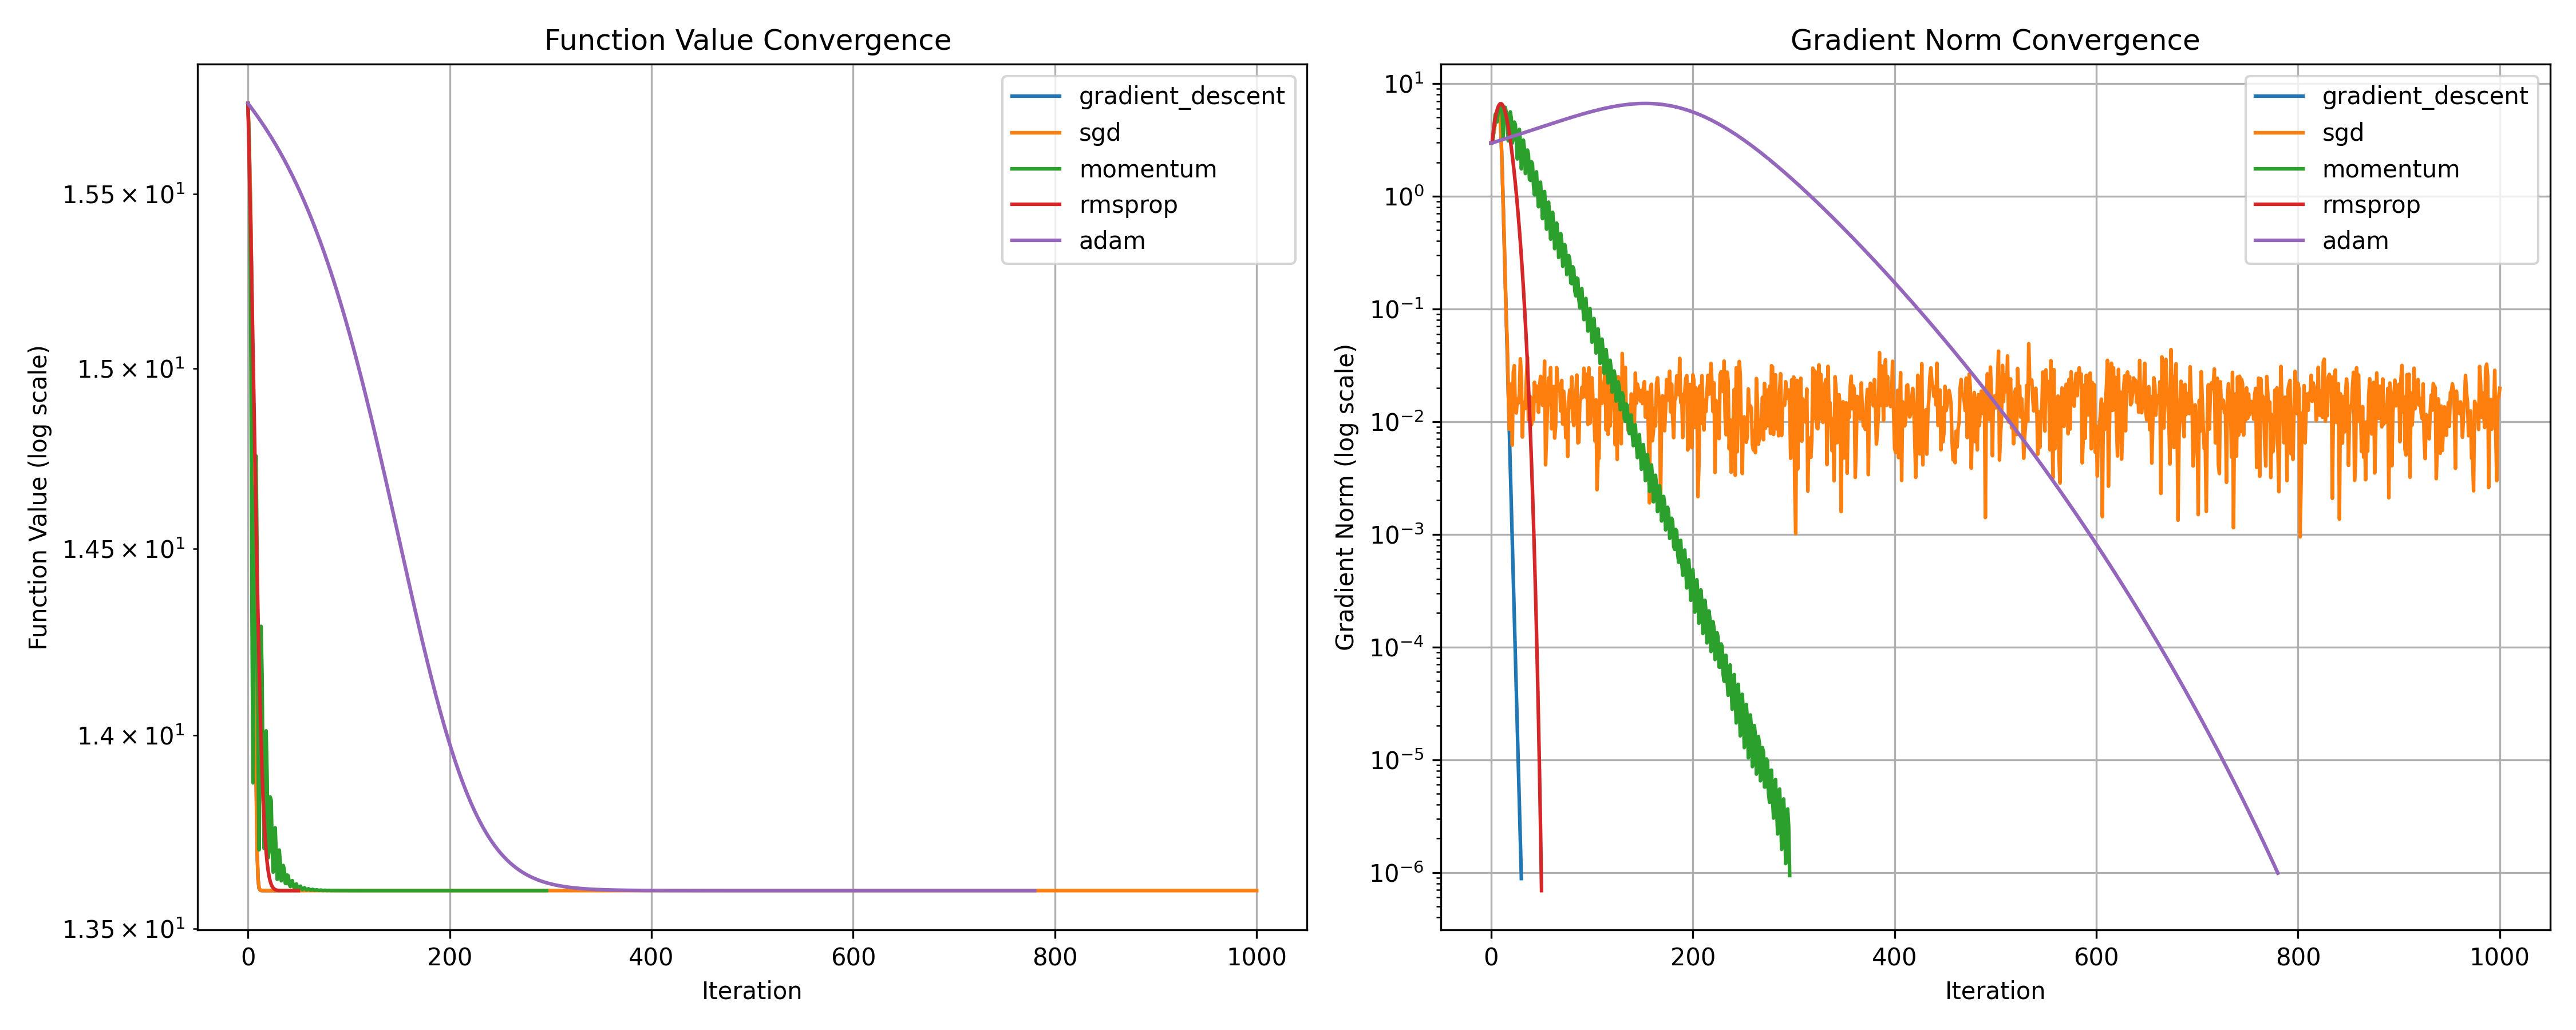 Function Value Convergence
Function Value (log scale)
1.55 × 10¹
1.5 × 10¹
1.45 × 10¹
1.4 × 10¹
1.35 × 10¹
0 200 400 600 800 1000
Iteration
gradient_descent
sgd
momentum
rmsprop
adam
Gradient Norm Convergence
Gradient Norm (log scale)
10¹
10⁰
10⁻¹
10⁻²
10⁻³
10⁻⁴
10⁻⁵
10⁻⁶
0 200 400 600 800 1000
Iteration
gradient_descent
sgd
momentum
rmsprop
adam